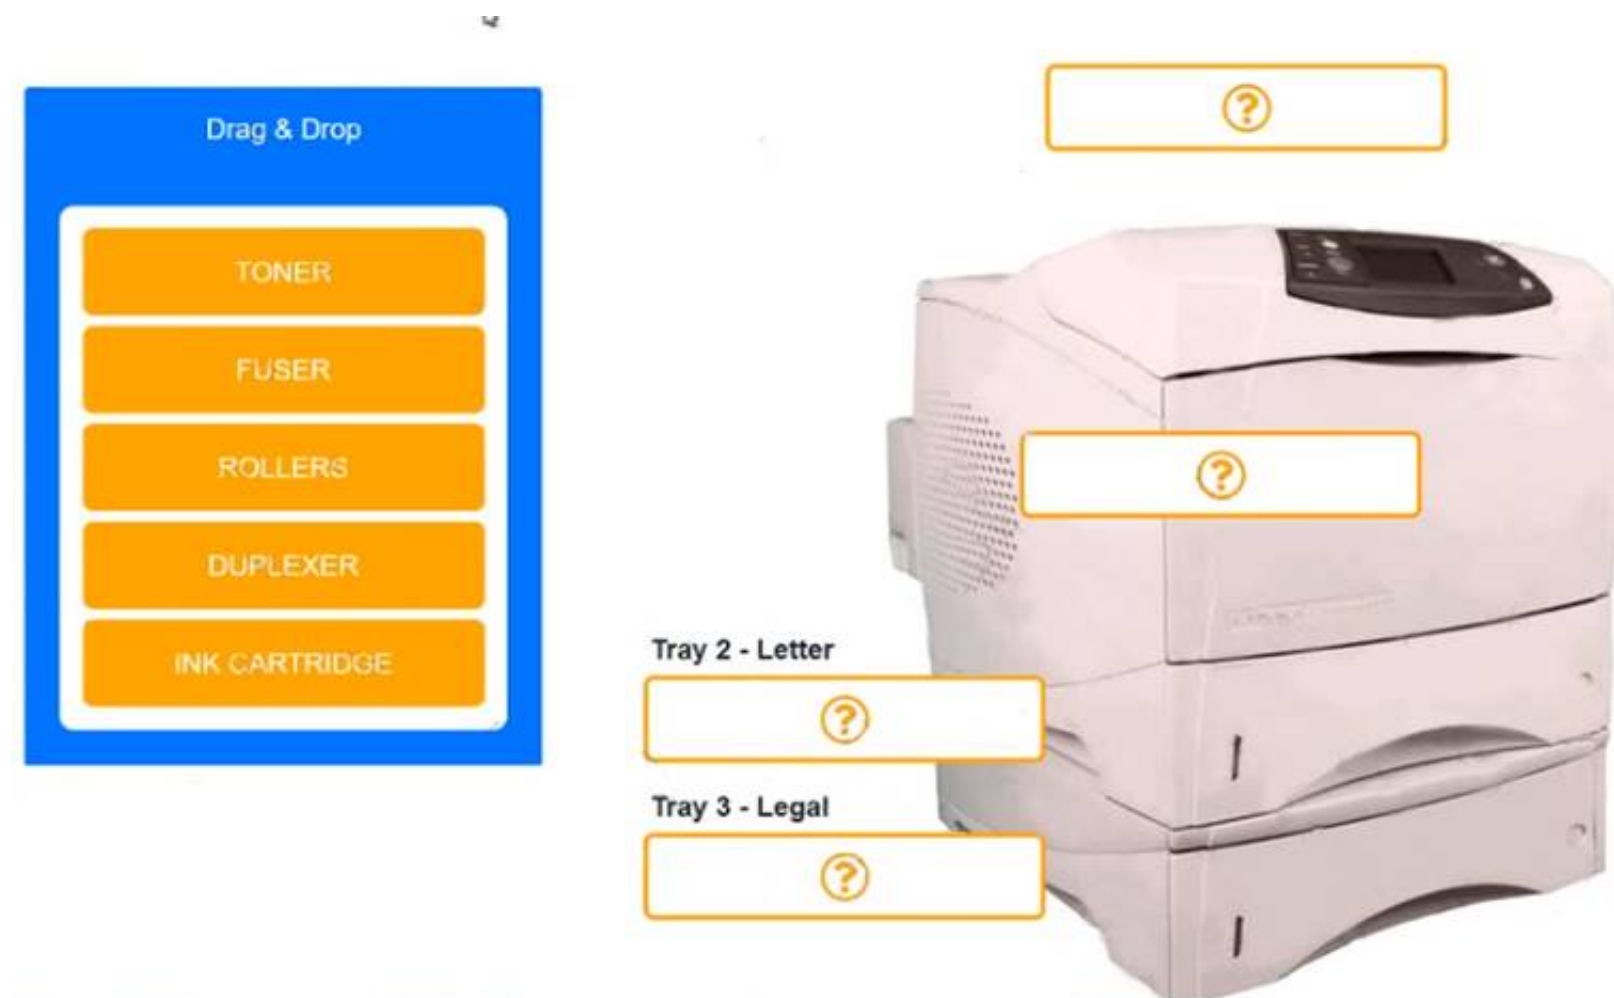 Drag & Drop
TONER
FUSER
ROLLERS
DUPLEXER
INK CARTRIDGE
?
?
Tray 2 - Letter
?
Tray 3 - Legal
?